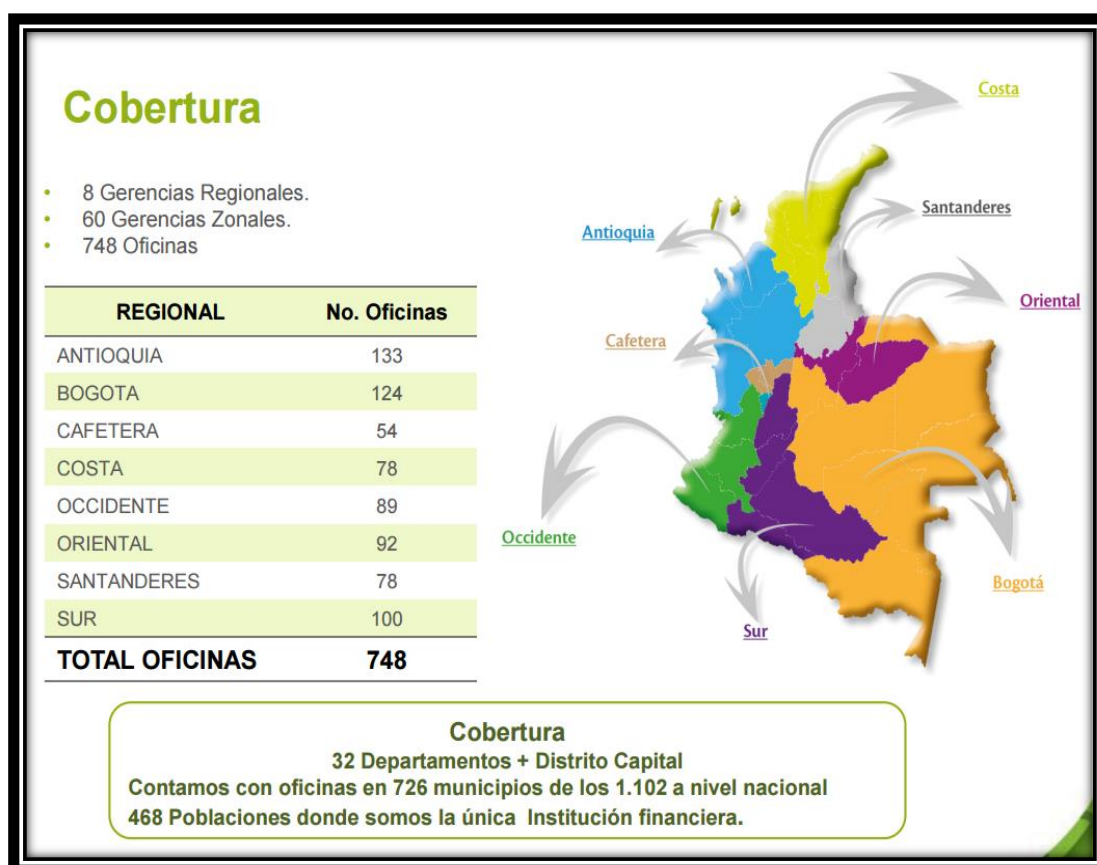 Cobertura
• 8 Gerencias Regionales.
• 60 Gerencias Zonales.
• 748 Oficinas
REGIONAL No. Oficinas
ANTIOQUIA 133
BOGOTA 124
CAFETERA 54
COSTA 78
OCCIDENTE 89
ORIENTAL 92
SANTANDERES 78
SUR 100
TOTAL OFICINAS 748
Costa
Santanderes
Antioquia
Oriental
Cafetera
Occidente
Bogotá
Sur
Cobertura
32 Departamentos + Distrito Capital
Contamos con oficinas en 726 municipios de los 1.102 a nivel nacional
468 Poblaciones donde somos la única Institución financiera.